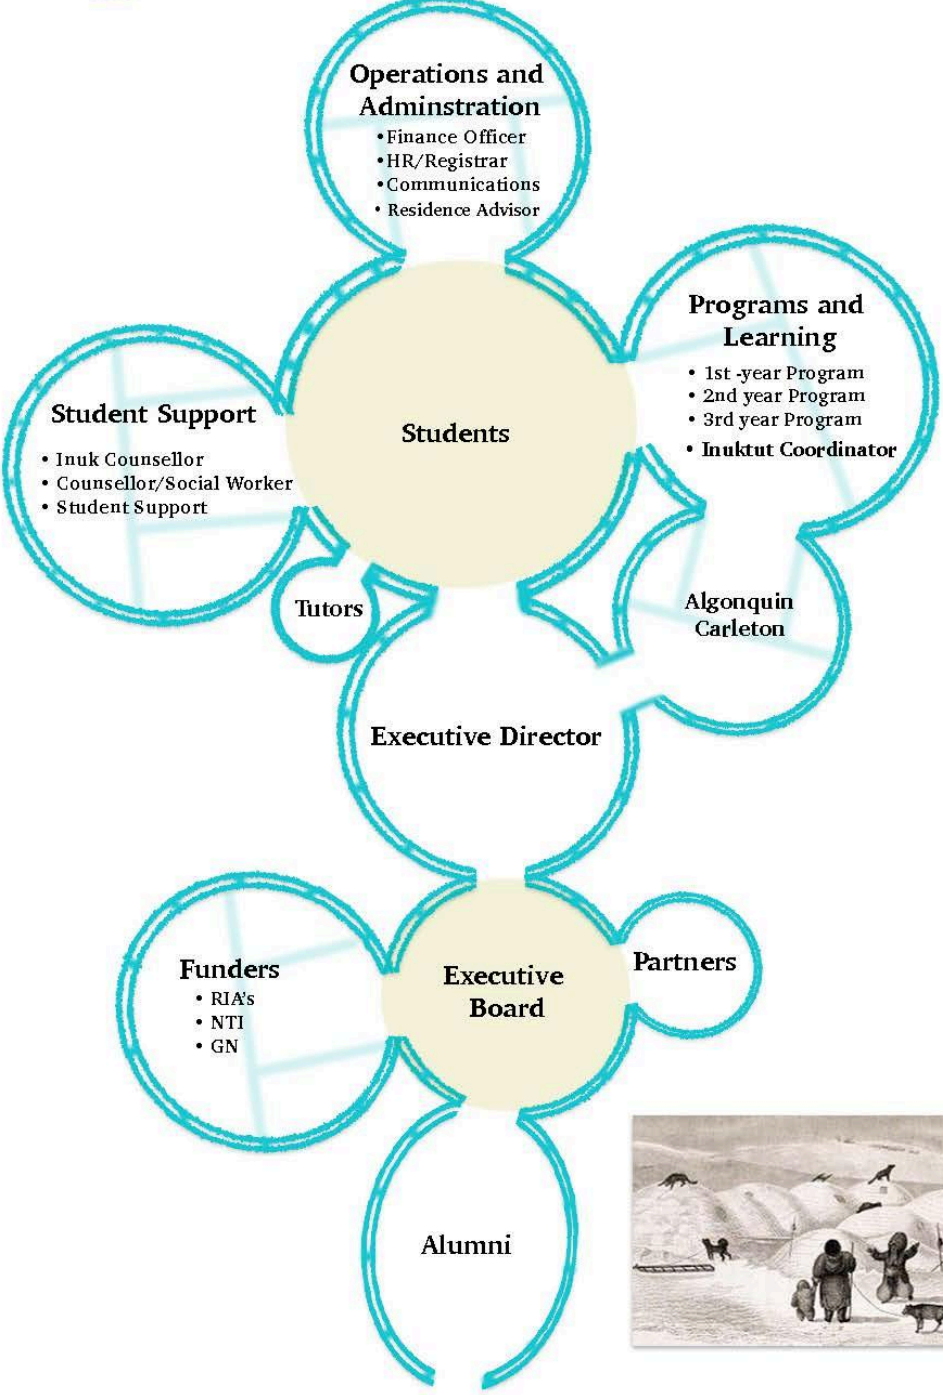 Operations and
Adminstration
•Finance Officer
•HR/Registrar
•Communications
• Residence Advisor
Programs and
Learning
• 1st -year Program
• 2nd year Program
• 3rd year Program
• Inuktut Coordinator
Student Support
• Inuk Counsellor
• Counsellor/Social Worker
• Student Support
Students
Tutors
Algonquin
Carleton
Executive Director
Funders
• RIA's
• NTI
• GN
Executive
Board
Partners
Alumni